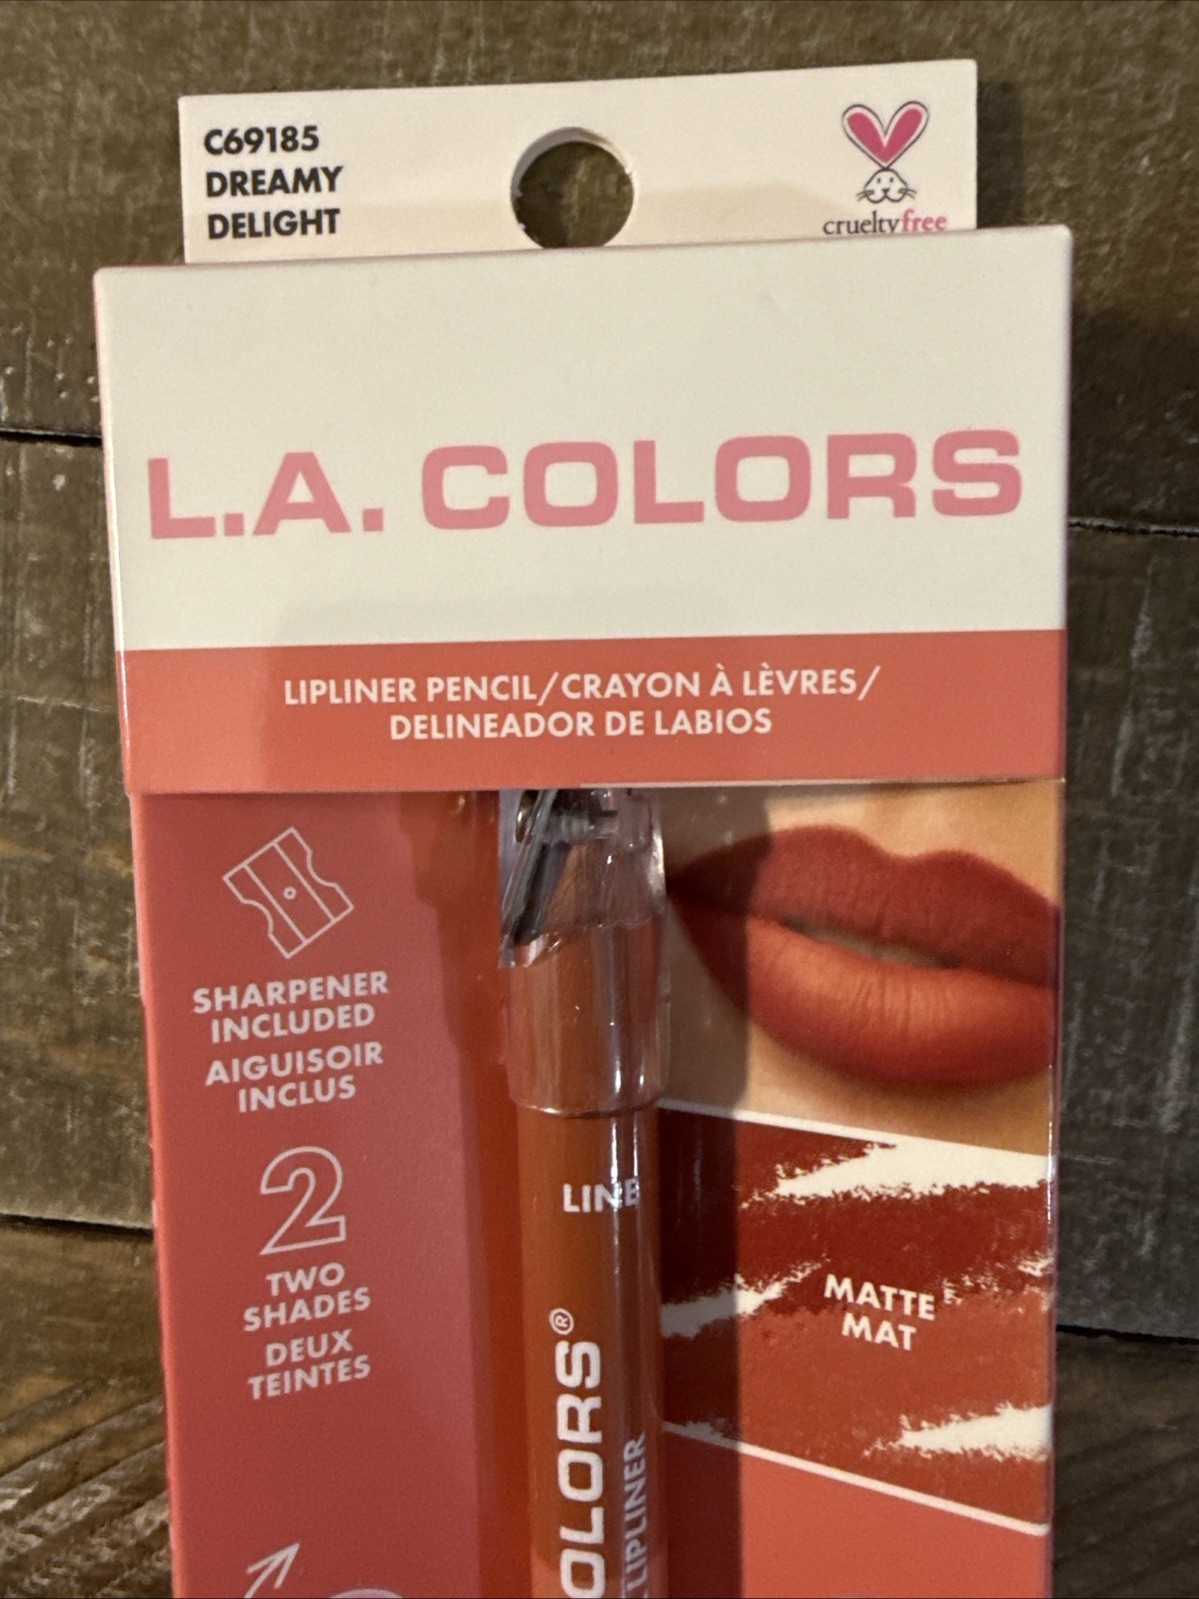 C69185
DREAMY
DELIGHT
crueltyfree
L.A. COLORS
LIPLINER PENCIL/CRAYON À LÈVRES/
DELINEADOR DE LABIOS
SHARPENER
INCLUDED
AIGUISOIR
INCLUS
2
TWO
SHADES
DEUX
TEINTES
LINE
OLORS®
LIPLINER
MATTE
MAT